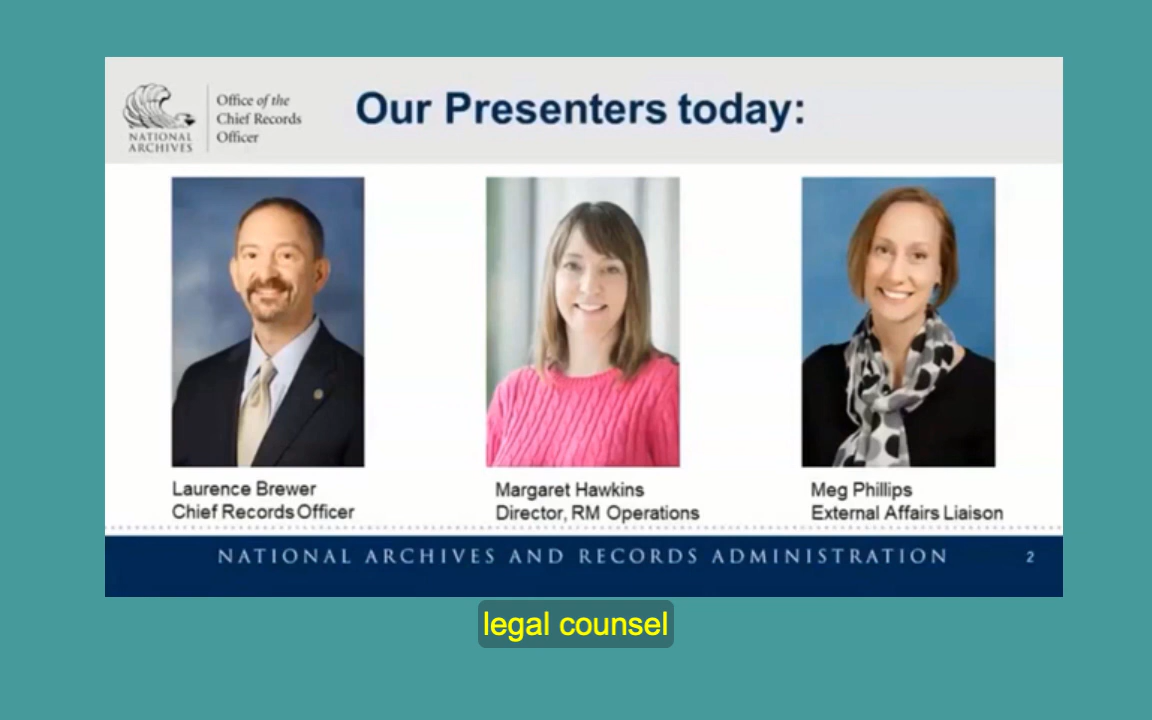 NATIONAL
ARCHIVES
Office of the
Chief Records
Officer
Our Presenters today:
Laurence Brewer
Chief Records Officer
Margaret Hawkins
Director, RM Operations
Meg Phillips
External Affairs Liaison
NATIONAL ARCHIVES AND RECORDS ADMINISTRATION
2
legal counsel